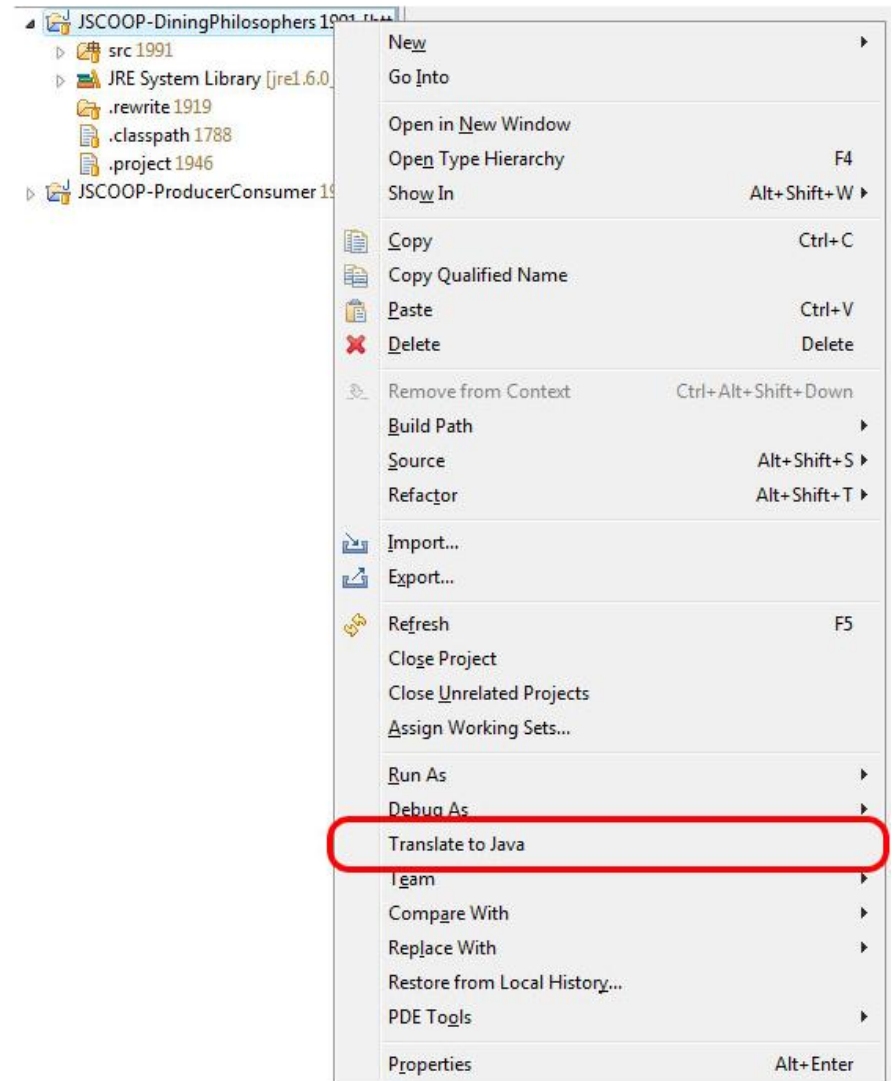 JSCOOP-DiningPhilosophers 1991
src 1991
JRE System Library [jre1.6.0_
.rewrite 1919
.classpath 1788
.project 1946
JSCOOP-ProducerConsumer
New
Go Into
Open in New Window
Open Type Hierarchy F4
Show In Alt+Shift+W
Copy Ctrl+C
Copy Qualified Name
Paste Ctrl+V
Delete Delete
Remove from Context Ctrl+Alt+Shift+Down
Build Path
Source Alt+Shift+S
Refactor Alt+Shift+T
Import...
Export...
Refresh F5
Close Project
Close Unrelated Projects
Assign Working Sets...
Run As
Debug As
Translate to Java
Team
Compare With
Replace With
Restore from Local History...
PDE Tools
Properties Alt+Enter